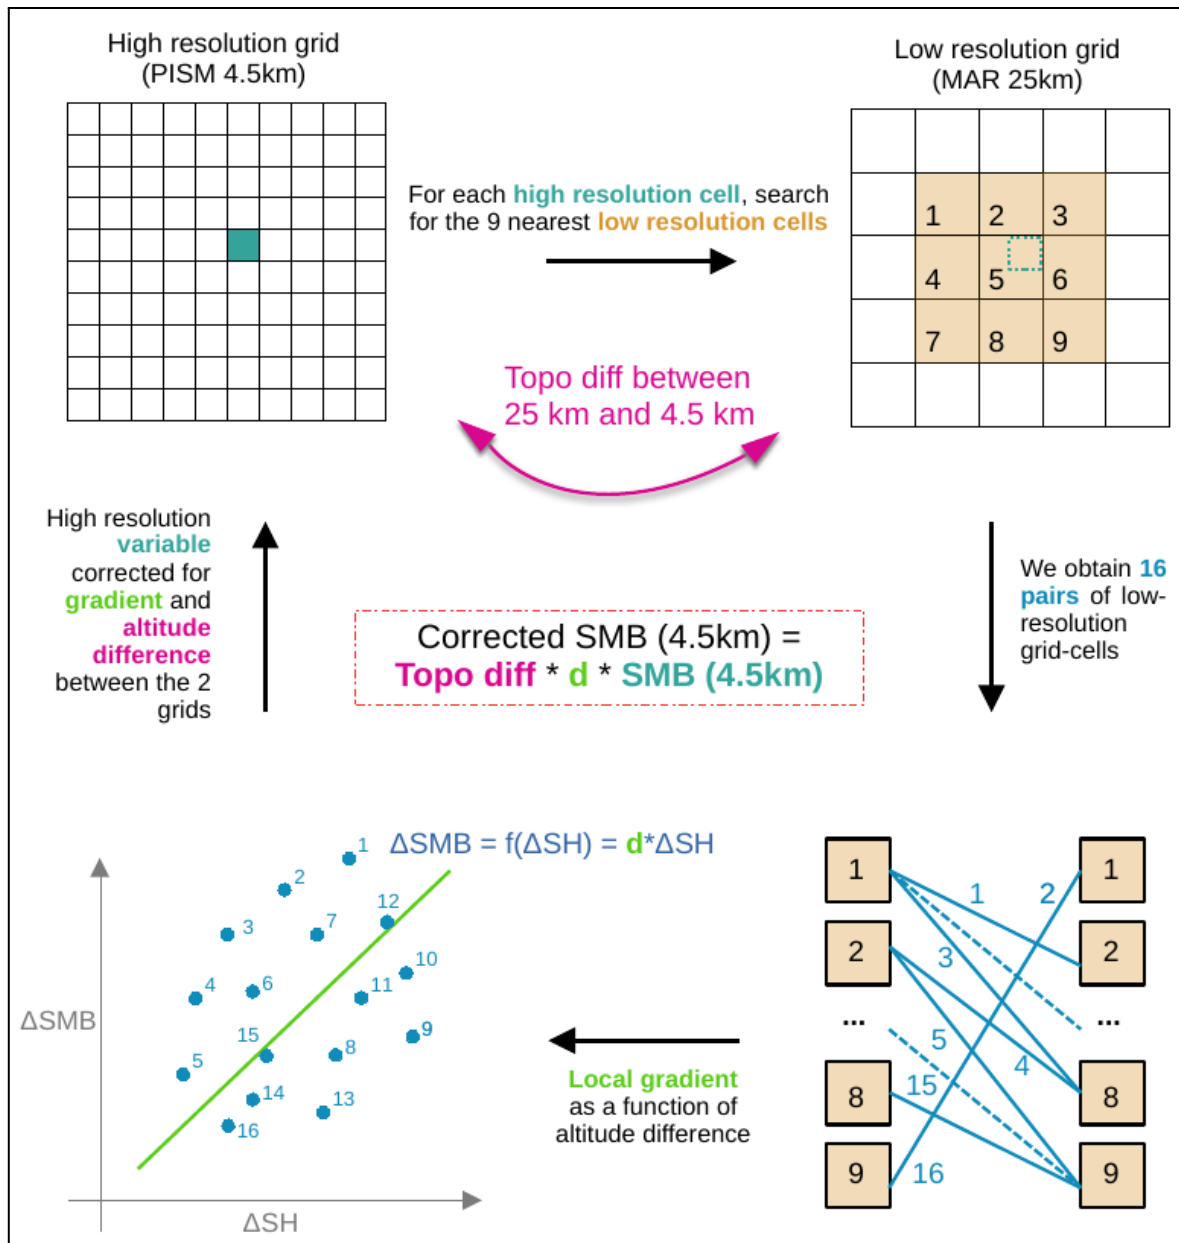 High resolution grid
(PISM 4.5km)
Low resolution grid
(MAR 25km)
For each high resolution cell, search
for the 9 nearest low resolution cells
1 2 3
4 5 6
7 8 9
Topo diff between
25 km and 4.5 km
High resolution
variable
corrected for
gradient and
altitude
difference
between the 2
grids
Corrected SMB (4.5km) =
Topo diff * d * SMB (4.5km)
We obtain 16
pairs of low-
resolution
grid-cells
ΔSMB = f(ΔSH) = d*ΔSH
1
2
12
3
7
10
4
6
11
15
9
8
5
14
13
16
ΔSMB
ΔSH
Local gradient
as a function of
altitude difference
1 1 2 1
2 3 2
... ...
5 4
8 15 8
9 16 9